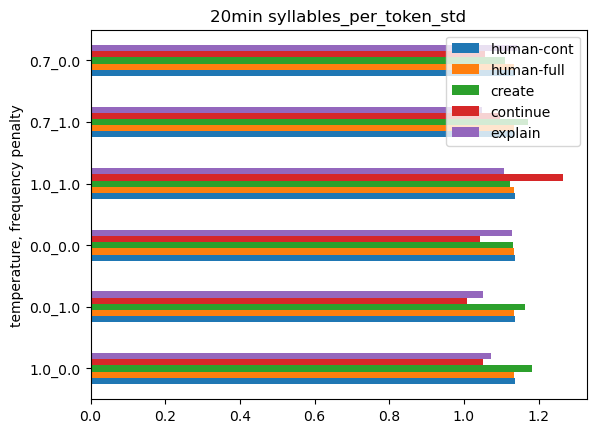 20min syllables_per_token_std
human-cont
human-full
create
continue
explain
temperature, frequency penalty
0.7_0.0
0.7_1.0
1.0_1.0
0.0_0.0
0.0_1.0
1.0_0.0
0.0 0.2 0.4 0.6 0.8 1.0 1.2